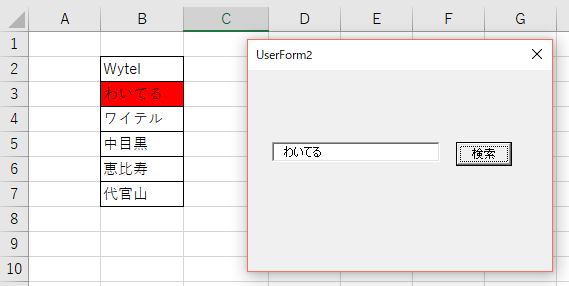 A B C D E F G
1
2 Wytel
3 わいてる
4 ワイテル
5 中目黒
6 恵比寿
7 代官山
8
9
10
UserForm2
わいてる 検索